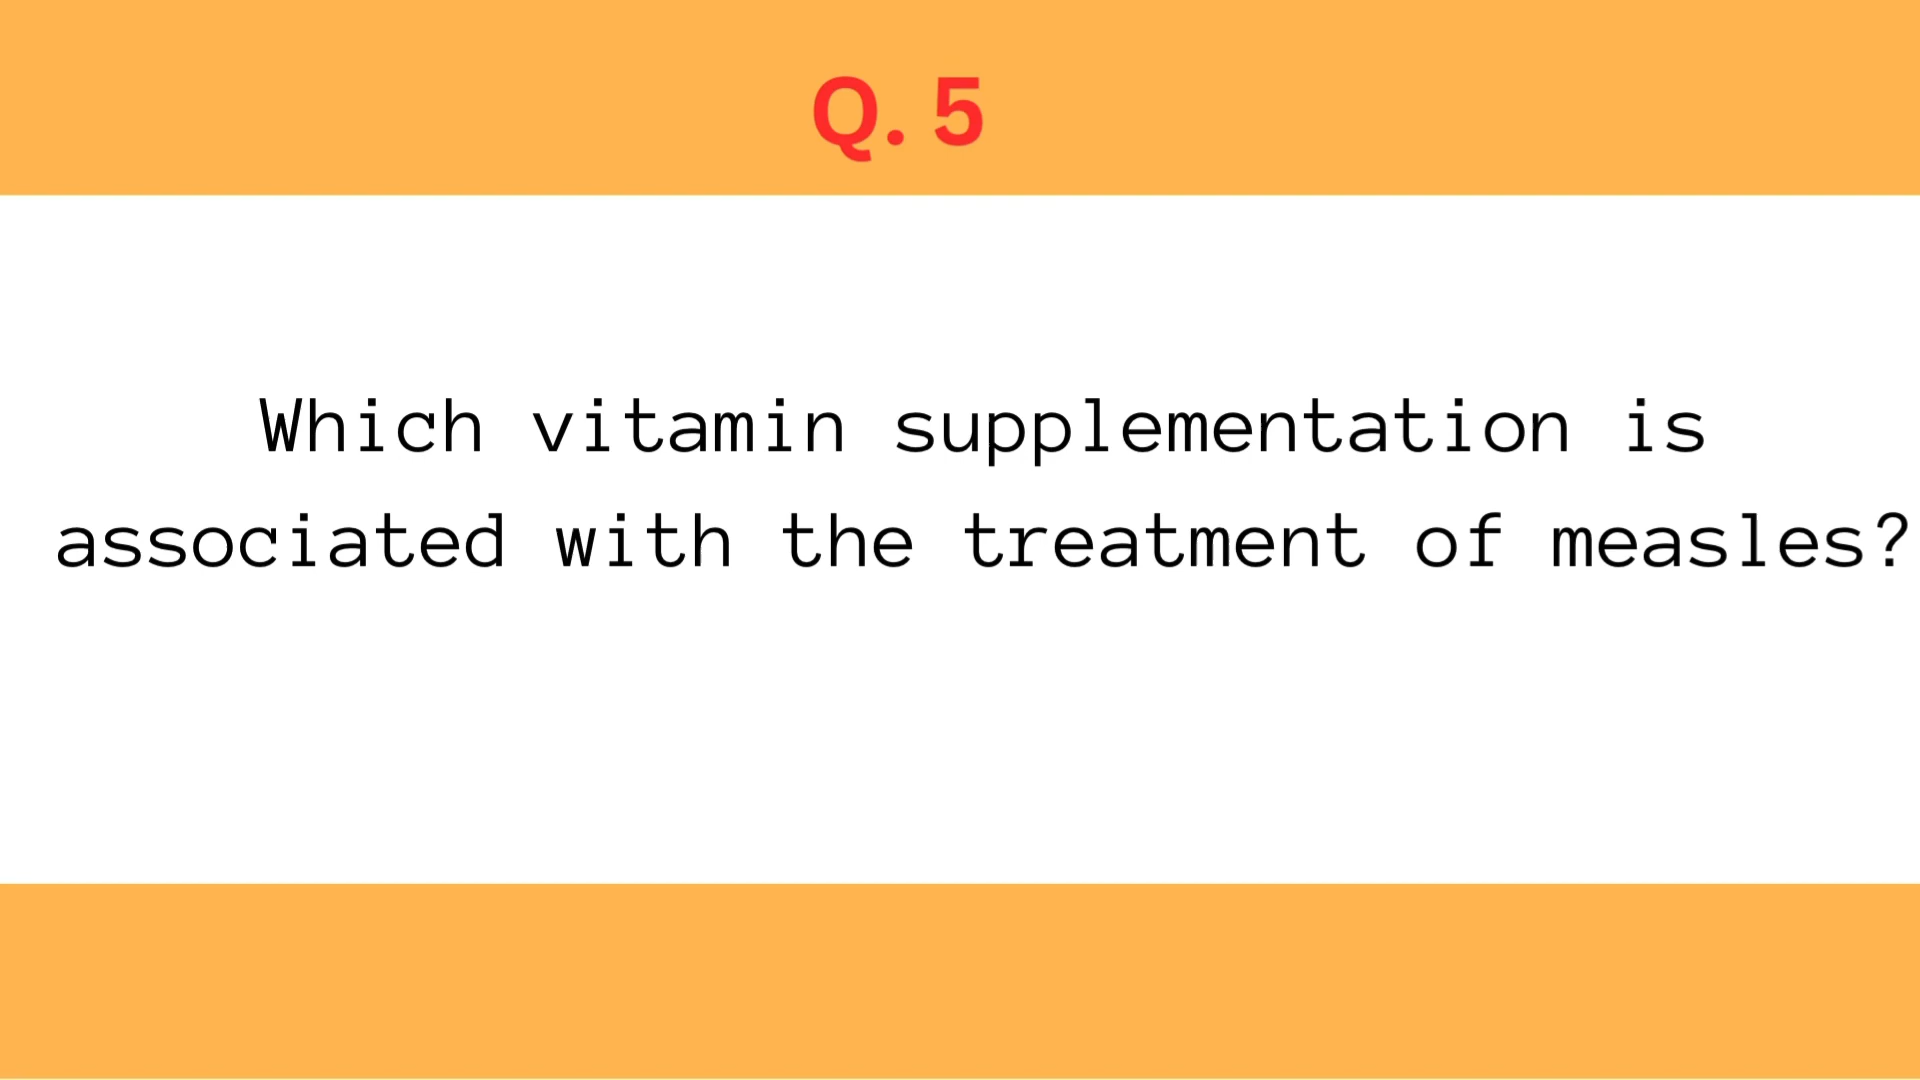 Q. 5
Which vitamin supplementation is
associated with the treatment of measles?